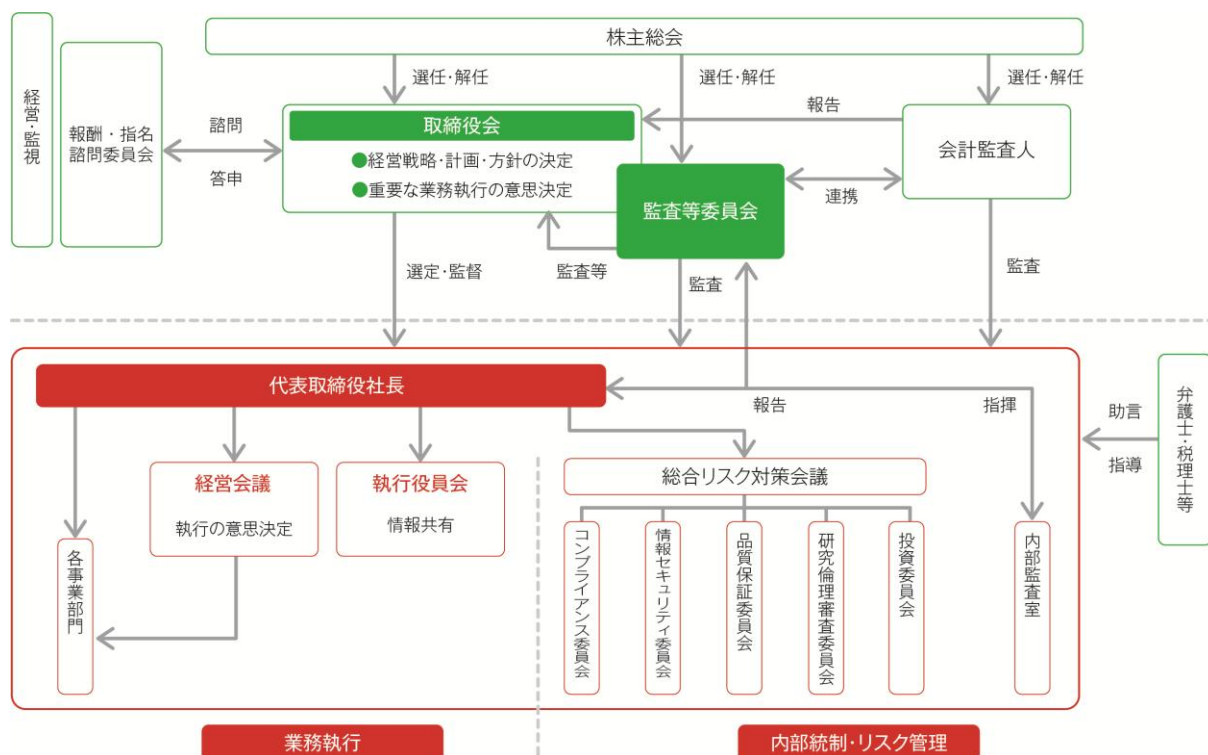 株主総会
経営・監視
報酬・指名
諮問委員会
諮問
答申
選任・解任
選任・解任
選任・解任
取締役会
●経営戦略・計画・方針の決定
●重要な業務執行の意思決定
報告
会計監査人
監査等委員会
連携
選定・監督
監査等
監査
監査
代表取締役社長
報告
指揮
助言
指導
弁護士・税理士等
経営会議
執行の意思決定
執行役員会
情報共有
総合リスク対策会議
各事業部門
コンプライアンス委員会
情報セキュリティ委員会
品質保証委員会
研究倫理審査委員会
投資委員会
内部監査室
業務執行
内部統制・リスク管理